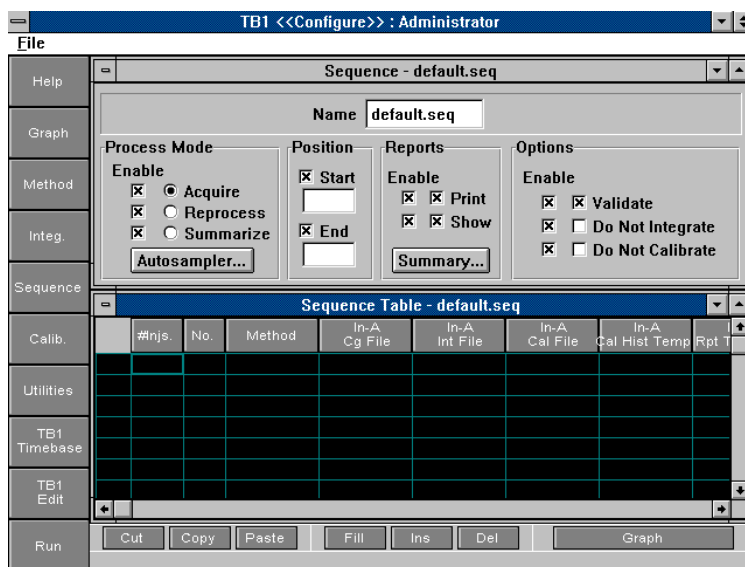 TB1 <<Configure>> : Administrator
File
Help
Graph
Method
Integ.
Sequence
Calib.
Utilities
TB1
Timebase
TB1
Edit
Run
Sequence - default.seq
Name default.seq
Process Mode
Enable
Acquire
Reprocess
Summarize
Autosampler...
Position
Start
End
Reports
Enable
Print
Show
Summary...
Options
Enable
Validate
Do Not Integrate
Do Not Calibrate
Sequence Table - default.seq
#Injs. No. Method In-A In-A In-A In-A
Cg File Int File Cal File Cal Hist Temp Rpt T
Cut Copy Paste Fill Ins Del Graph